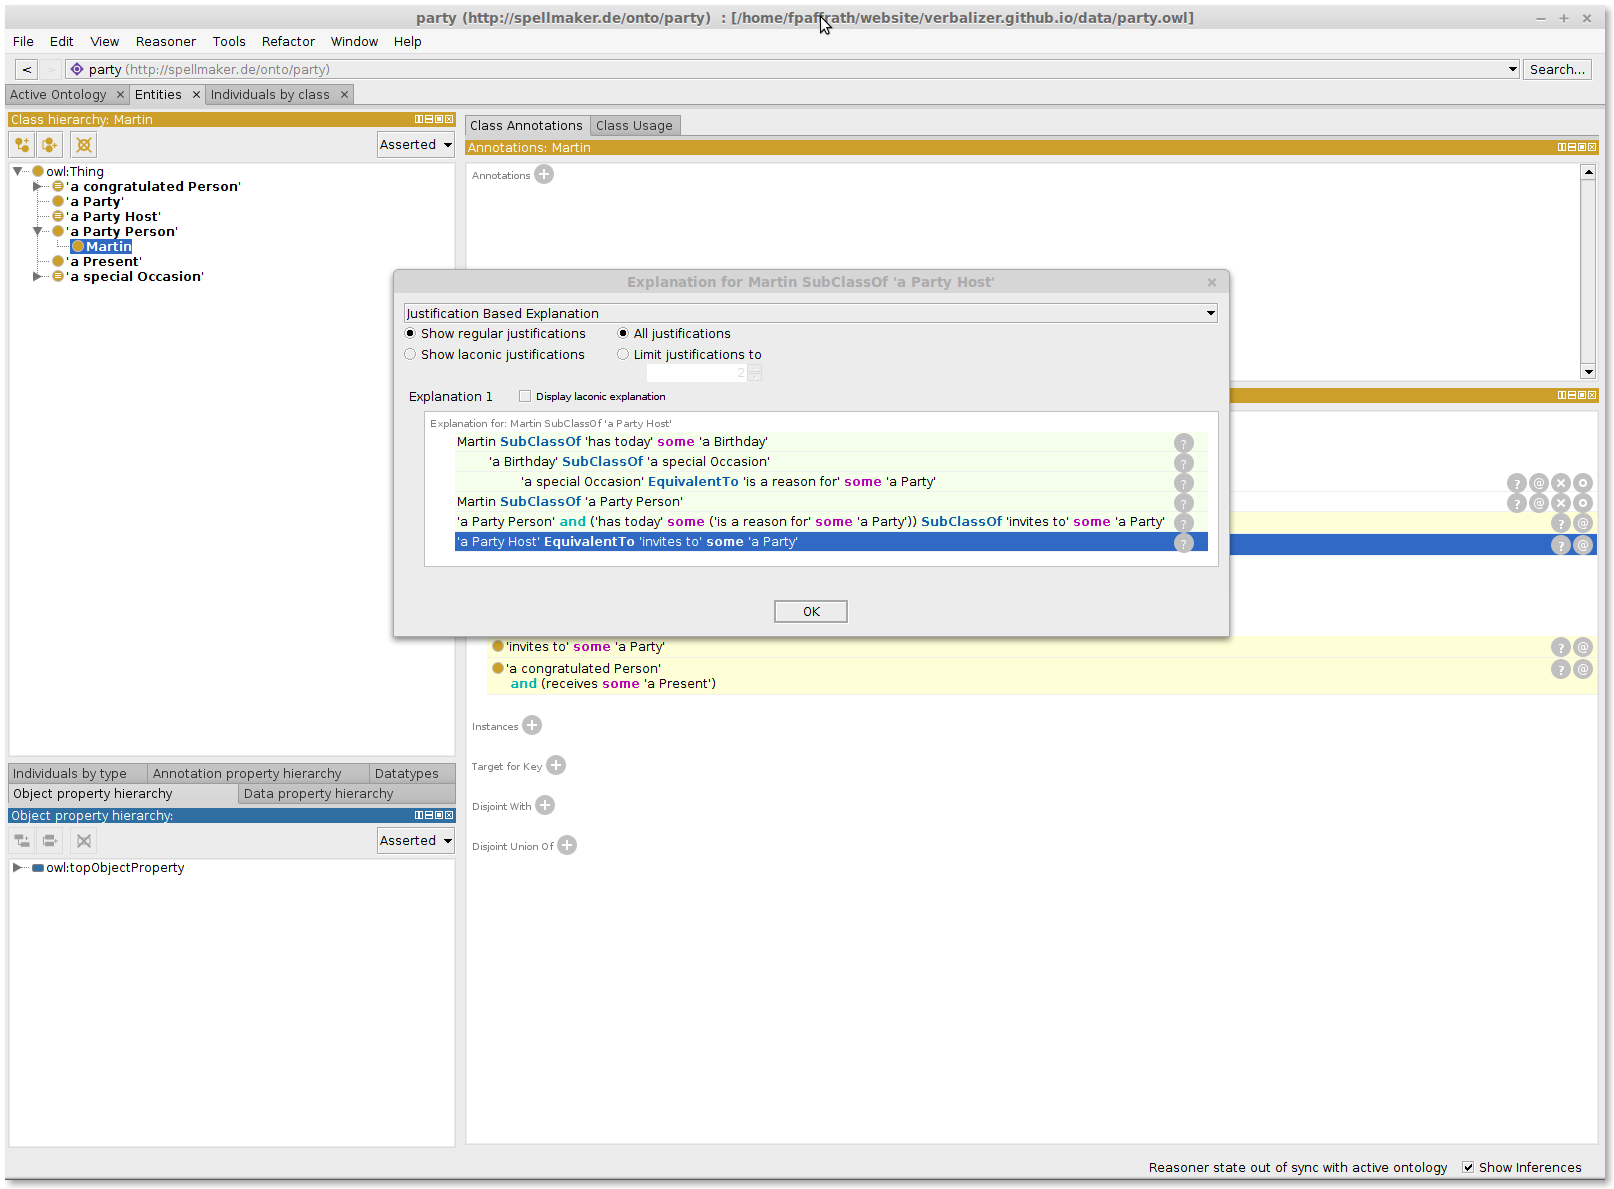 party (http://spellmaker.de/onto/party) : [/home/fpaffrath/website/verbalizer.github.io/data/party.owl]
File Edit View Reasoner Tools Refactor Window Help
< > party (http://spellmaker.de/onto/party) Search...
Active Ontology × Entities × Individuals by class ×
Class hierarchy: Martin
Asserted
owl:Thing
'a congratulated Person'
'a Party'
'a Party Host'
'a Party Person'
Martin
'a Present'
'a special Occasion'
Individuals by type Annotation property hierarchy Datatypes
Object property hierarchy Data property hierarchy
Object property hierarchy:
Asserted
owl:topObjectProperty
Class Annotations Class Usage
Annotations: Martin
Annotations
Explanation for Martin SubClassOf 'a Party Host'
Justification Based Explanation
Show regular justifications All justifications
Show laconic justifications Limit justifications to
2
Explanation 1 Display laconic explanation
Explanation for: Martin SubClassOf 'a Party Host'
Martin SubClassOf 'has today' some 'a Birthday'
'a Birthday' SubClassOf 'a special Occasion'
'a special Occasion' EquivalentTo 'is a reason for' some 'a Party'
Martin SubClassOf 'a Party Person'
'a Party Person' and ('has today' some ('is a reason for' some 'a Party')) SubClassOf 'invites to' some 'a Party'
'a Party Host' EquivalentTo 'invites to' some 'a Party'
OK
'invites to' some 'a Party'
'a congratulated Person'
and (receives some 'a Present')
Instances
Target for Key
Disjoint With
Disjoint Union Of
Reasoner state out of sync with active ontology Show Inferences